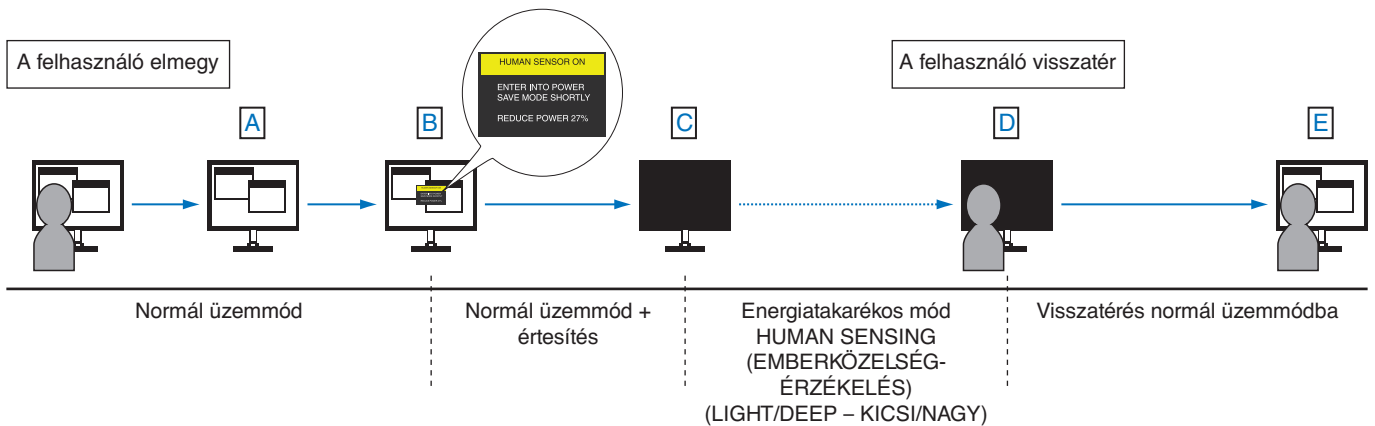 A felhasználó elmegy
HUMAN SENSOR ON
ENTER INTO POWER
SAVE MODE SHORTLY
REDUCE POWER 27%
A felhasználó visszatér
A
B
C
D
E
Normál üzemmód
Normál üzemmód +
értesítés
Energiatakarékos mód
HUMAN SENSING
(EMBERKÖZELSÉG-
ÉRZÉKELÉS)
(LIGHT/DEEP – KICSI/NAGY)
Visszatérés normál üzemmódba